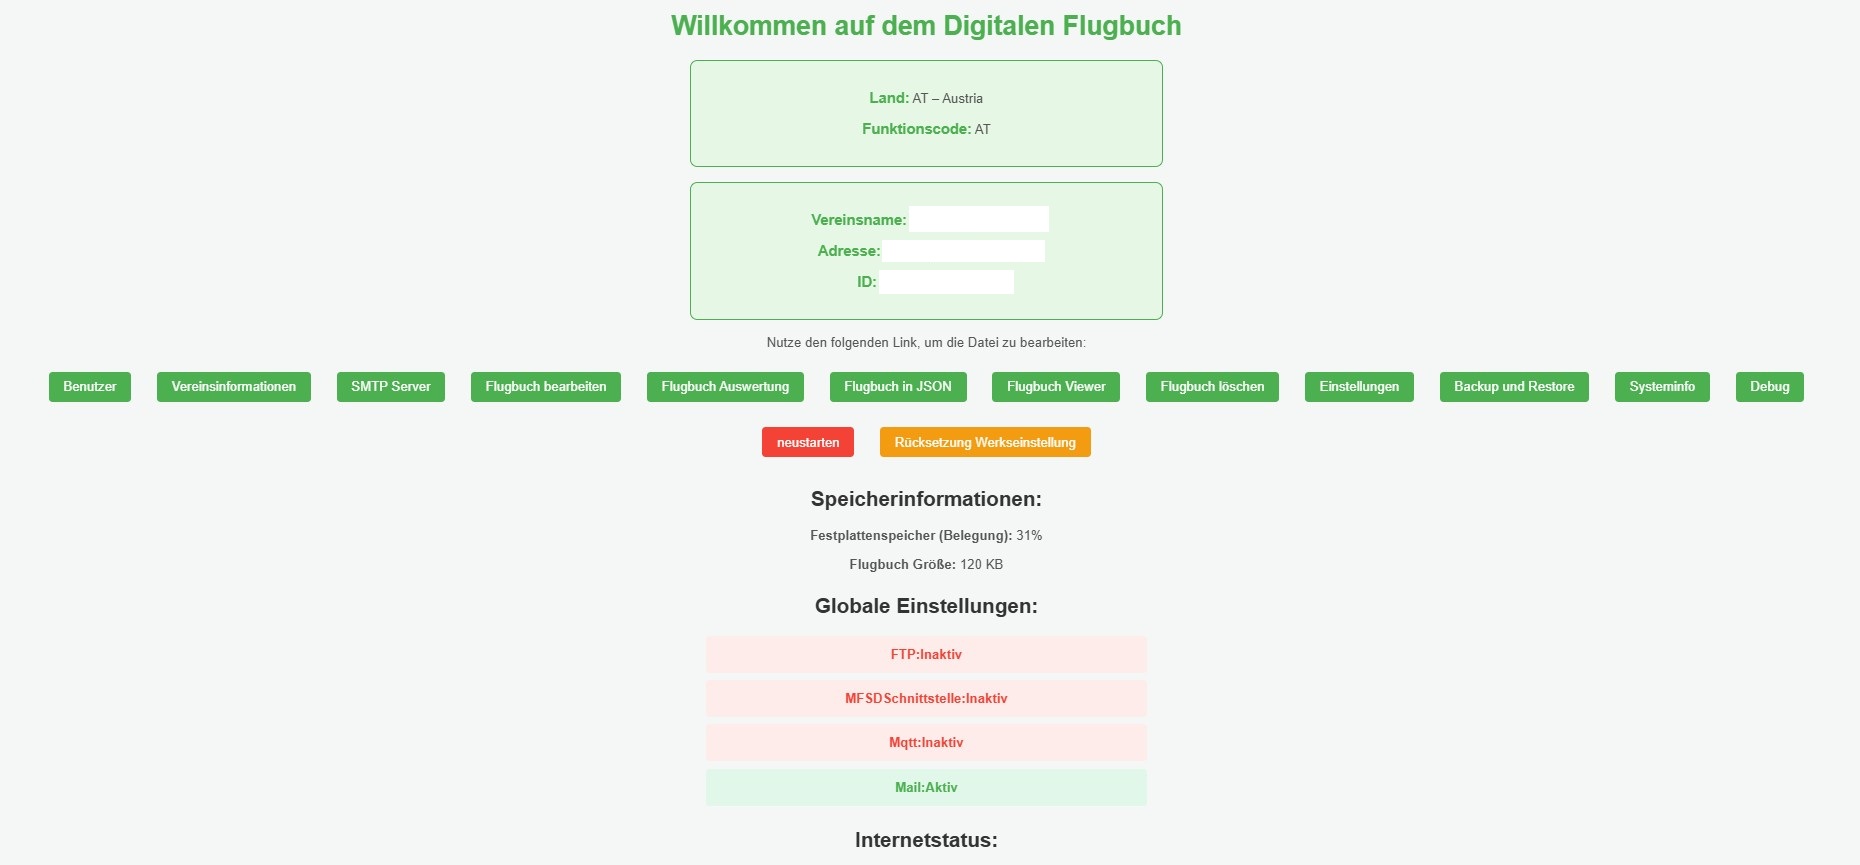 Willkommen auf dem Digitalen Flugbuch
Land: AT – Austria
Funktionscode: AT
Vereinsname:
Adresse:
ID:
Nutze den folgenden Link, um die Datei zu bearbeiten:
Benutzer Vereinsinformationen SMTP Server Flugbuch bearbeiten Flugbuch Auswertung Flugbuch in JSON Flugbuch Viewer Flugbuch löschen Einstellungen Backup und Restore Systeminfo Debug
neustarten Rücksetzung Werkseinstellung
Speicherinformationen:
Festplattenspeicher (Belegung): 31%
Flugbuch Größe: 120 KB
Globale Einstellungen:
FTP:Inaktiv
MFSDSchnittstelle:Inaktiv
Mqtt:Inaktiv
Mail:Aktiv
Internetstatus: